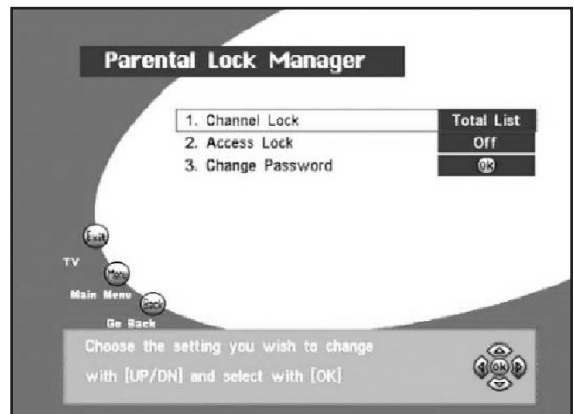 Parental Lock Manager
1. Channel Lock Total List
2. Access Lock Off
3. Change Password OK
Exit
TV
Menu
Main Menu
Back
Go Back
Choose the setting you wish to change
with [UP/DN] and select with [OK]
OK